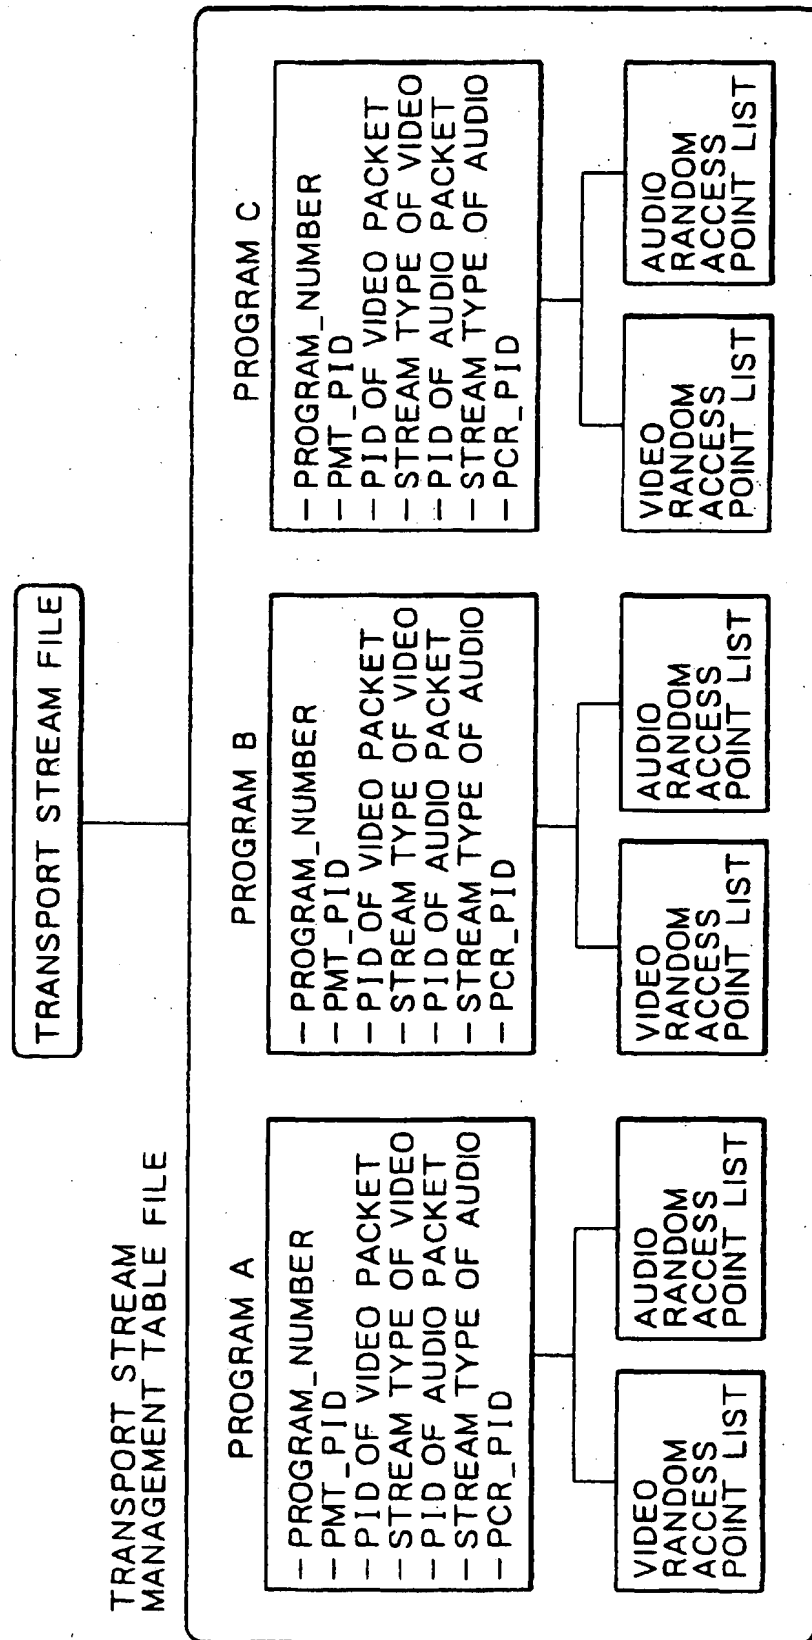 TRANSPORT STREAM FILE
TRANSPORT STREAM
MANAGEMENT TABLE FILE
PROGRAM A
– PROGRAM_NUMBER
– PMT_PID
– PID OF VIDEO PACKET
– STREAM TYPE OF VIDEO
– PID OF AUDIO PACKET
– STREAM TYPE OF AUDIO
– PCR_PID
VIDEO
RANDOM
ACCESS
POINT LIST
AUDIO
RANDOM
ACCESS
POINT LIST
PROGRAM B
– PROGRAM_NUMBER
– PMT_PID
– PID OF VIDEO PACKET
– STREAM TYPE OF VIDEO
– PID OF AUDIO PACKET
– STREAM TYPE OF AUDIO
– PCR_PID
VIDEO
RANDOM
ACCESS
POINT LIST
AUDIO
RANDOM
ACCESS
POINT LIST
PROGRAM C
– PROGRAM_NUMBER
– PMT_PID
– PID OF VIDEO PACKET
– STREAM TYPE OF VIDEO
– PID OF AUDIO PACKET
– STREAM TYPE OF AUDIO
– PCR_PID
VIDEO
RANDOM
ACCESS
POINT LIST
AUDIO
RANDOM
ACCESS
POINT LIST